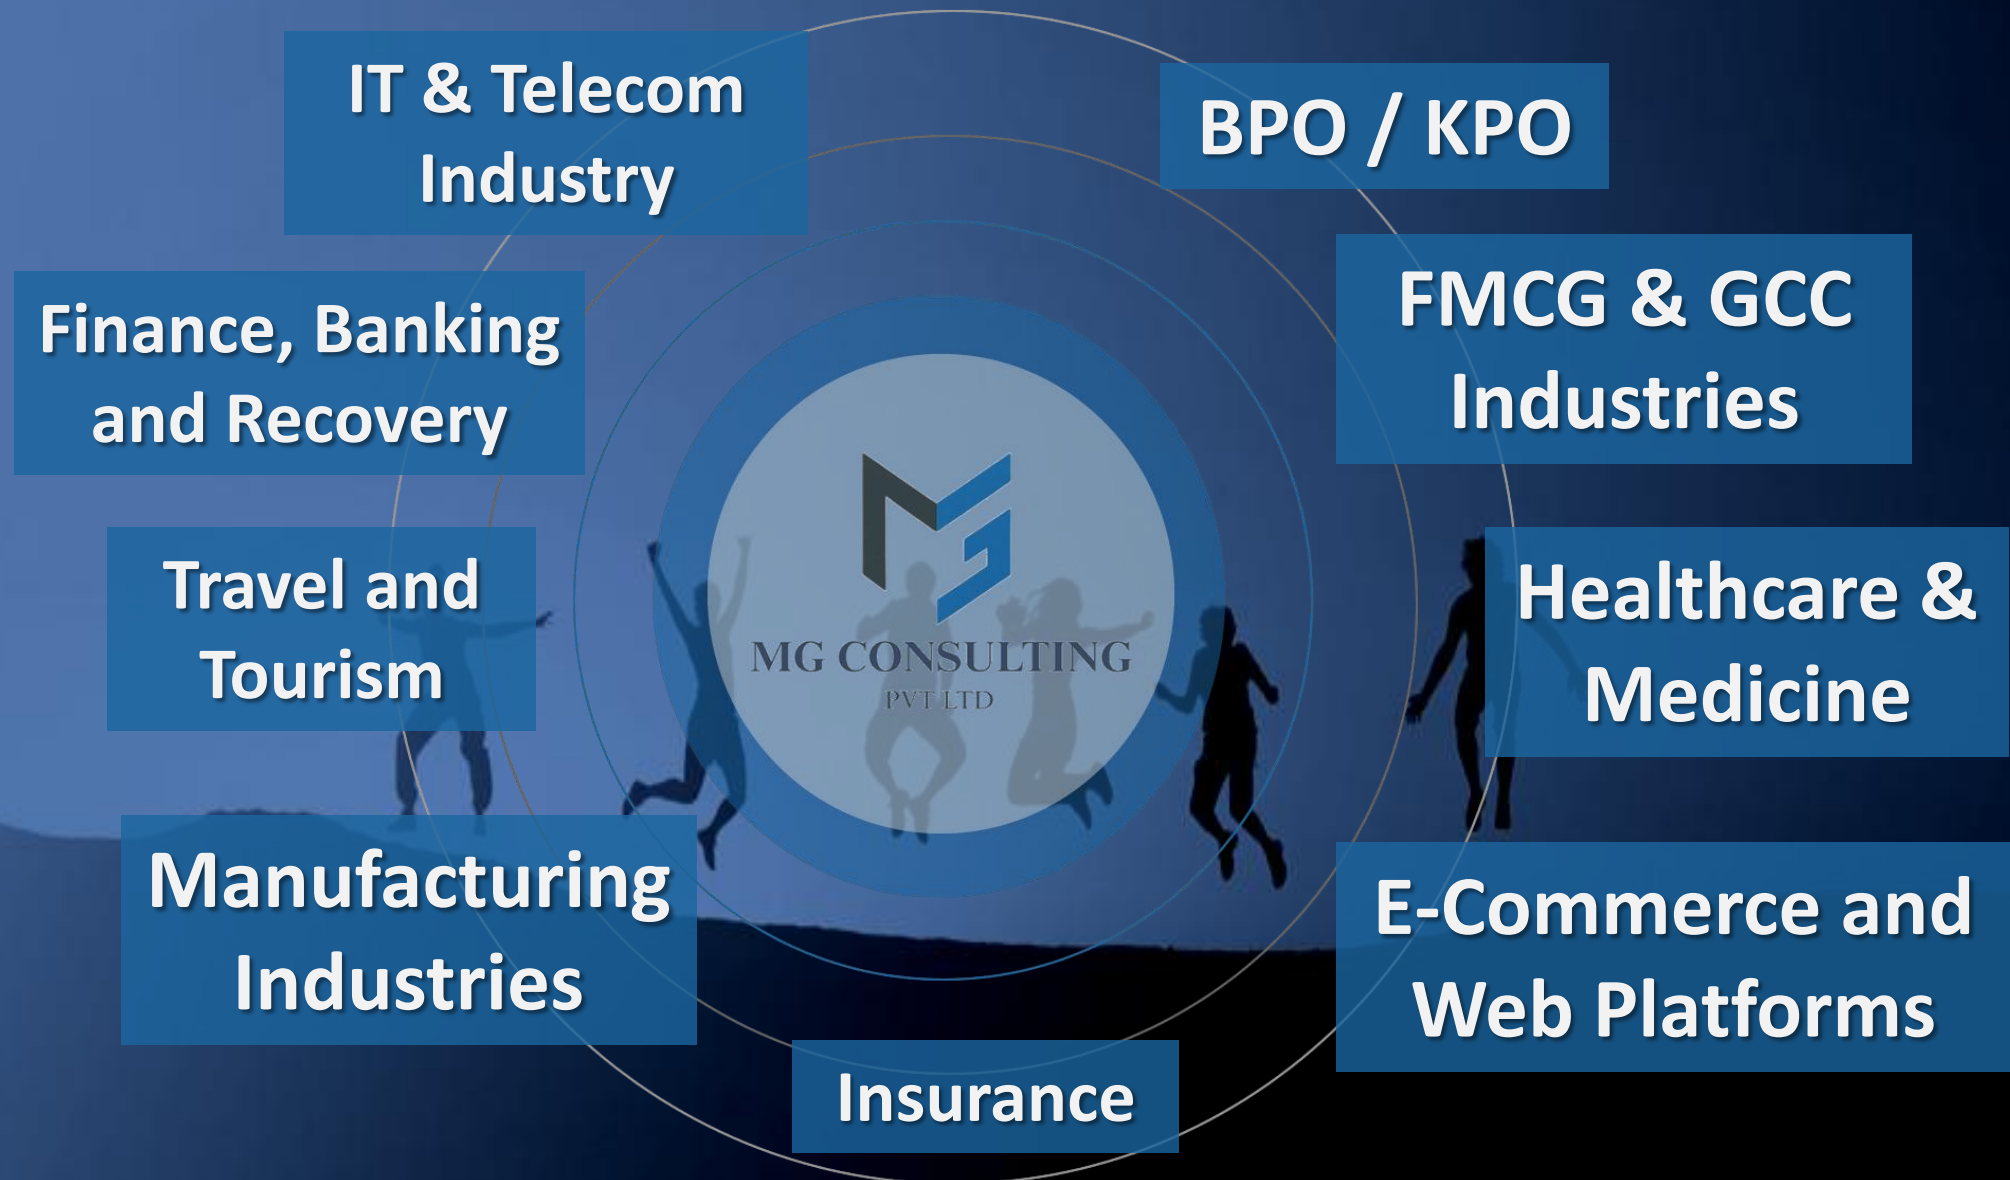 IT & Telecom
Industry
BPO / KPO
Finance, Banking
and Recovery
FMCG & GCC
Industries
Travel and
Tourism
MG CONSULTING
PVT LTD
Healthcare &
Medicine
Manufacturing
Industries
E-Commerce and
Web Platforms
Insurance